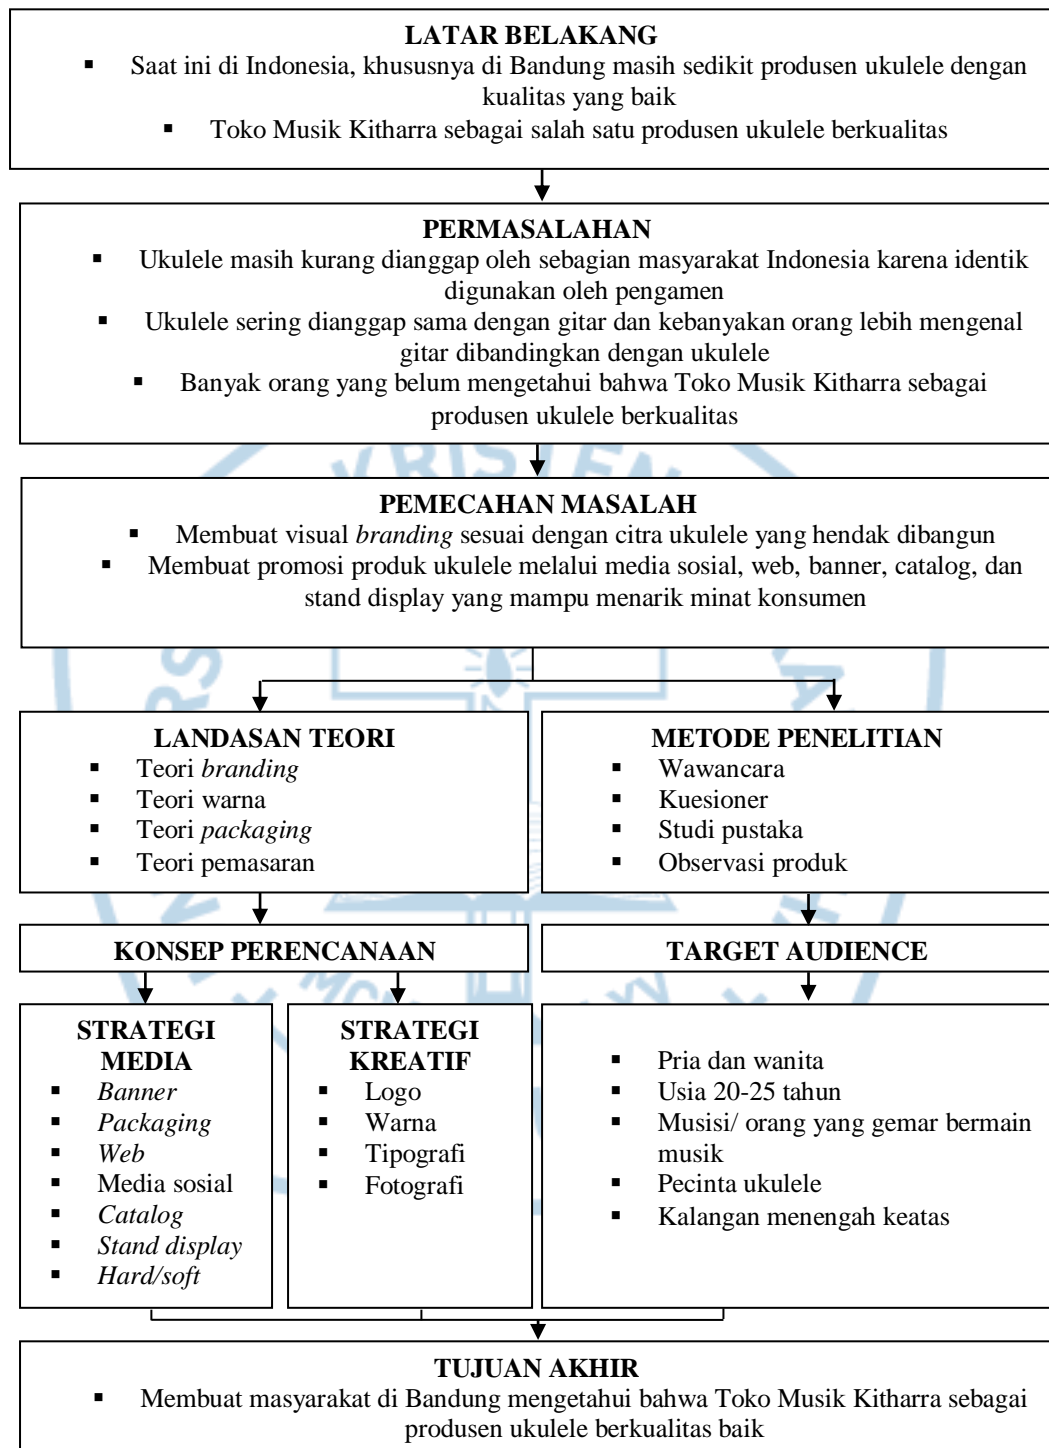 LATAR BELAKANG
▪ Saat ini di Indonesia, khususnya di Bandung masih sedikit produsen ukulele dengan
kualitas yang baik
▪ Toko Musik Kitharra sebagai salah satu produsen ukulele berkualitas
PERMASALAHAN
▪ Ukulele masih kurang dianggap oleh sebagian masyarakat Indonesia karena identik
digunakan oleh pengamen
▪ Ukulele sering dianggap sama dengan gitar dan kebanyakan orang lebih mengenal
gitar dibandingkan dengan ukulele
▪ Banyak orang yang belum mengetahui bahwa Toko Musik Kitharra sebagai
produsen ukulele berkualitas
KRISTEN
PEMECAHAN MASALAH
▪ Membuat visual branding sesuai dengan citra ukulele yang hendak dibangun
▪ Membuat promosi produk ukulele melalui media sosial, web, banner, catalog, dan
stand display yang mampu menarik minat konsumen
LANDASAN TEORI
▪ Teori branding
▪ Teori warna
▪ Teori packaging
▪ Teori pemasaran
METODE PENELITIAN
▪ Wawancara
▪ Kuesioner
▪ Studi pustaka
▪ Observasi produk
KONSEP PERENCANAAN
TARGET AUDIENCE
STRATEGI
MEDIA
▪ Banner
▪ Packaging
▪ Web
▪ Media sosial
▪ Catalog
▪ Stand display
▪ Hard/soft
STRATEGI
KREATIF
▪ Logo
▪ Warna
▪ Tipografi
▪ Fotografi
▪ Pria dan wanita
▪ Usia 20-25 tahun
▪ Musisi/ orang yang gemar bermain
musik
▪ Pecinta ukulele
▪ Kalangan menengah keatas
TUJUAN AKHIR
▪ Membuat masyarakat di Bandung mengetahui bahwa Toko Musik Kitharra sebagai
produsen ukulele berkualitas baik